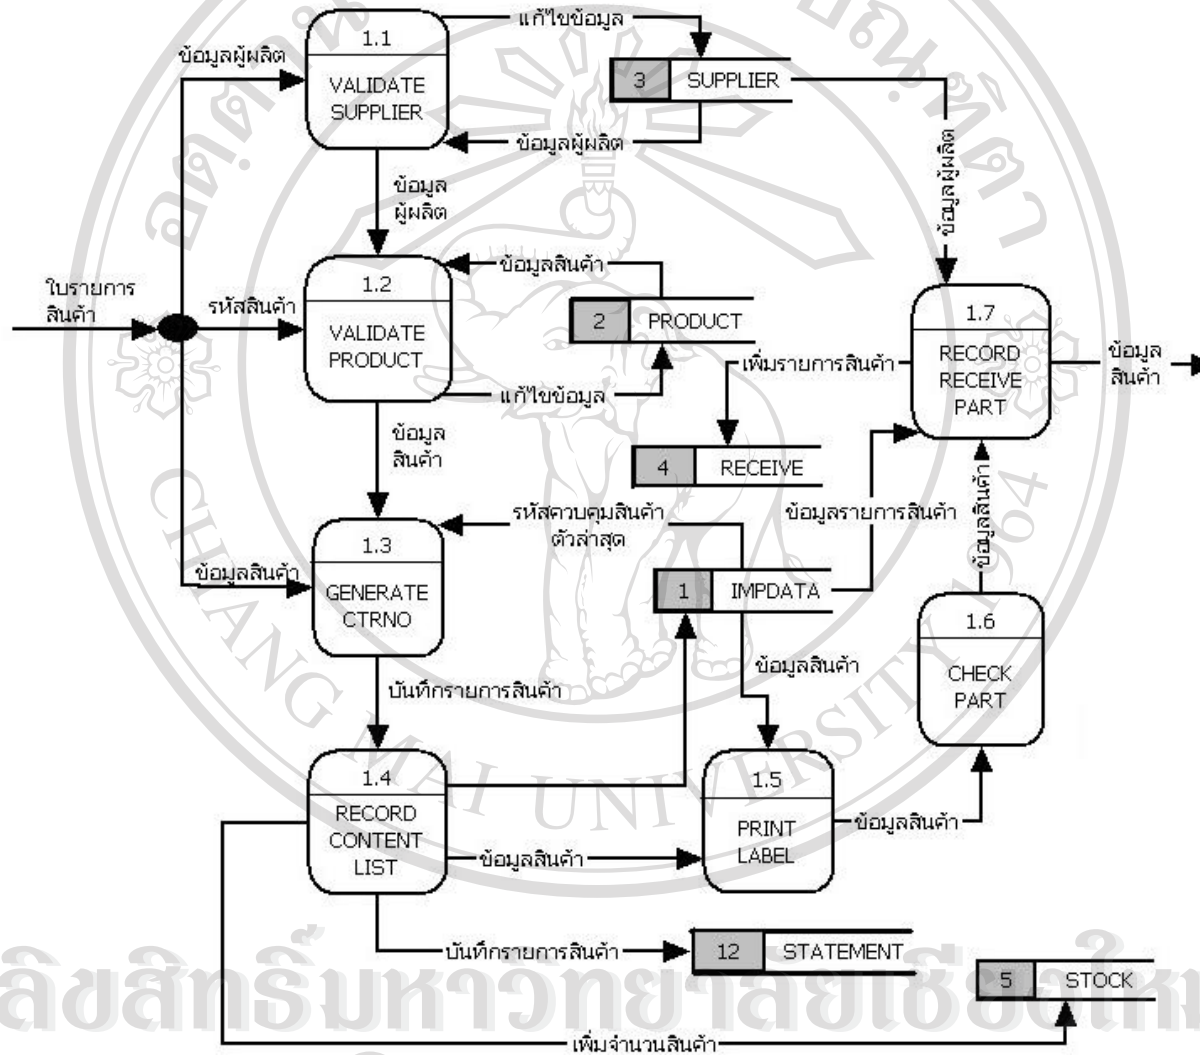 แก้ไขข้อมูล
1.1
VALIDATE
SUPPLIER
ข้อมูลผู้ผลิต
3 SUPPLIER
ข้อมูลผู้ผลิต
ข้อมูลผู้ผลิต
ข้อมูล
ผู้ผลิต
ใบรายการ
สินค้า
รหัสสินค้า
1.2
VALIDATE
PRODUCT
ข้อมูลสินค้า
2 PRODUCT
แก้ไขข้อมูล
1.7
RECORD
RECEIVE
PART
ข้อมูล
สินค้า
เพิ่มรายการสินค้า
ข้อมูล
สินค้า
4 RECEIVE
รหัสควบคุมสินค้า
ตัวล่าสุด
ข้อมูลรายการสินค้า
ข้อมูลสินค้า
ข้อมูลสินค้า
1.3
GENERATE
CTRNO
1 IMPDATA
1.6
CHECK
PART
ข้อมูลสินค้า
บันทึกรายการสินค้า
1.4
RECORD
CONTENT
LIST
1.5
PRINT
LABEL
ข้อมูลสินค้า
ข้อมูลสินค้า
บันทึกรายการสินค้า
12 STATEMENT
5 STOCK
เพิ่มจำนวนสินค้า
CHIANG MAI UNIVERSITY 1964